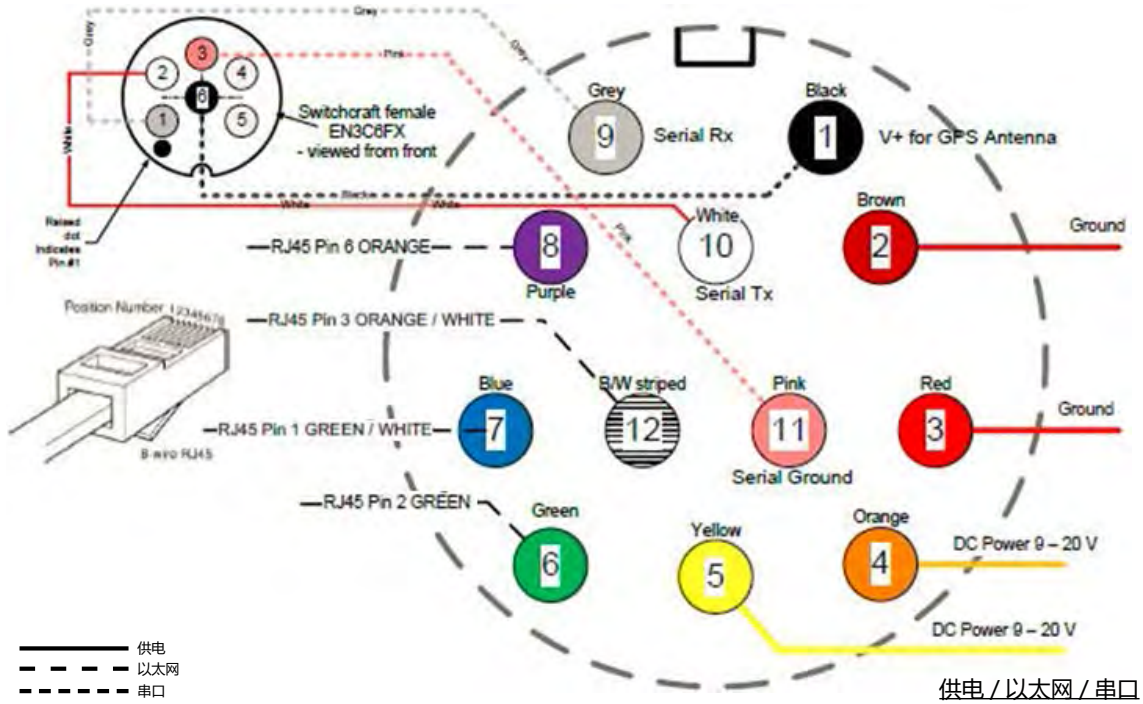 Grey
Grey
Grey
3
Pink
2
4
6
1
5
White
Switchcraft female
EN3C6FX
- viewed from front
Raised
dot
Indicates
Pin #1
Black
White
White
Pink
Grey
9
Serial Rx
Black
1
V+ for GPS Antenna
Brown
2
Ground
White
10
Serial Tx
RJ45 Pin 6 ORANGE
8
Purple
Position Number 12345678
RJ45 Pin 3 ORANGE / WHITE
B/W striped
12
Blue
7
RJ45 Pin 1 GREEN / WHITE
8-wire RJ45
Pink
11
Serial Ground
Red
3
Ground
RJ45 Pin 2 GREEN
Green
6
Yellow
5
Orange
4
DC Power 9 – 20 V
DC Power 9 – 20 V
供电
以太网
串口
供电 / 以太网 / 串口